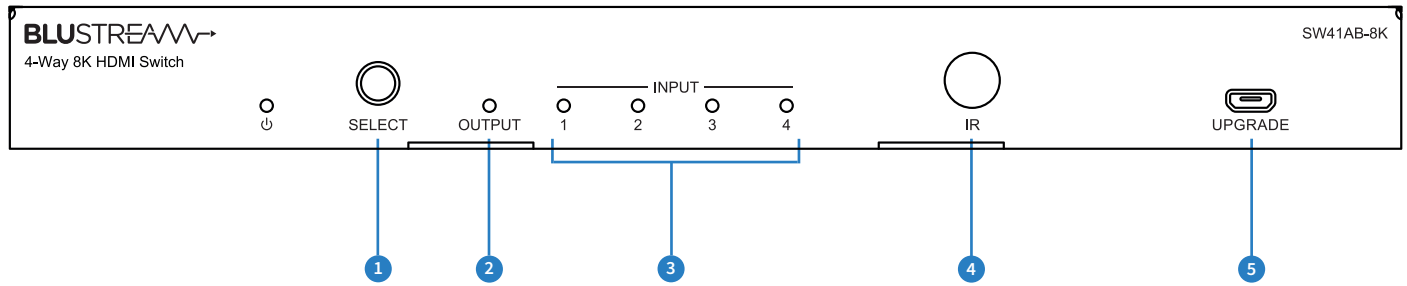 BLUSTREAM
SW41AB-8K
4-Way 8K HDMI Switch
INPUT
SELECT
OUTPUT
1
2
3
4
IR
UPGRADE
1
2
3
4
5